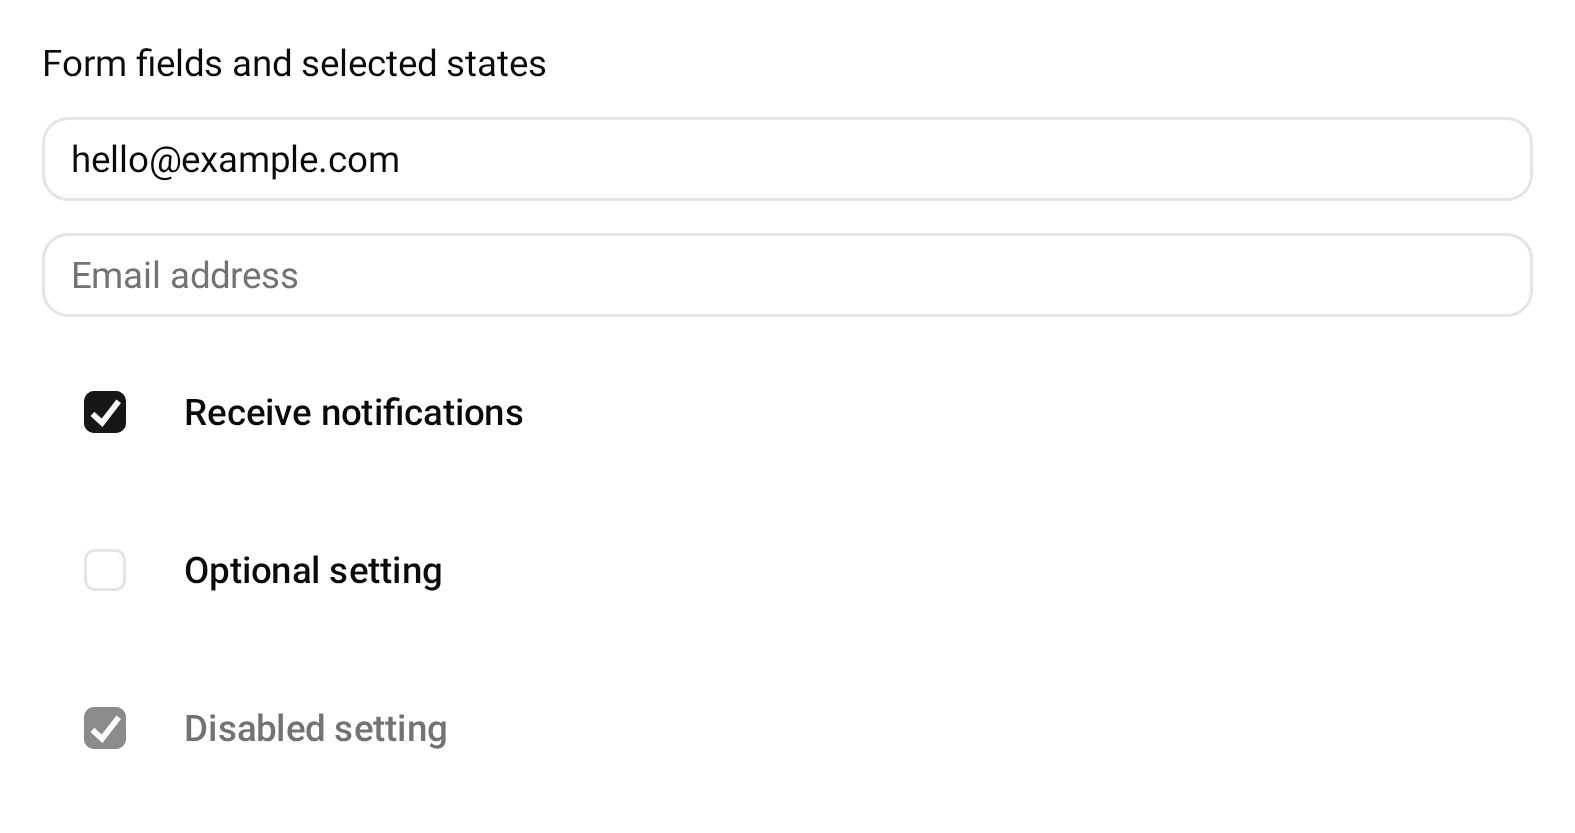 Form fields and selected states
hello@example.com
Email address
Receive notifications
Optional setting
Disabled setting